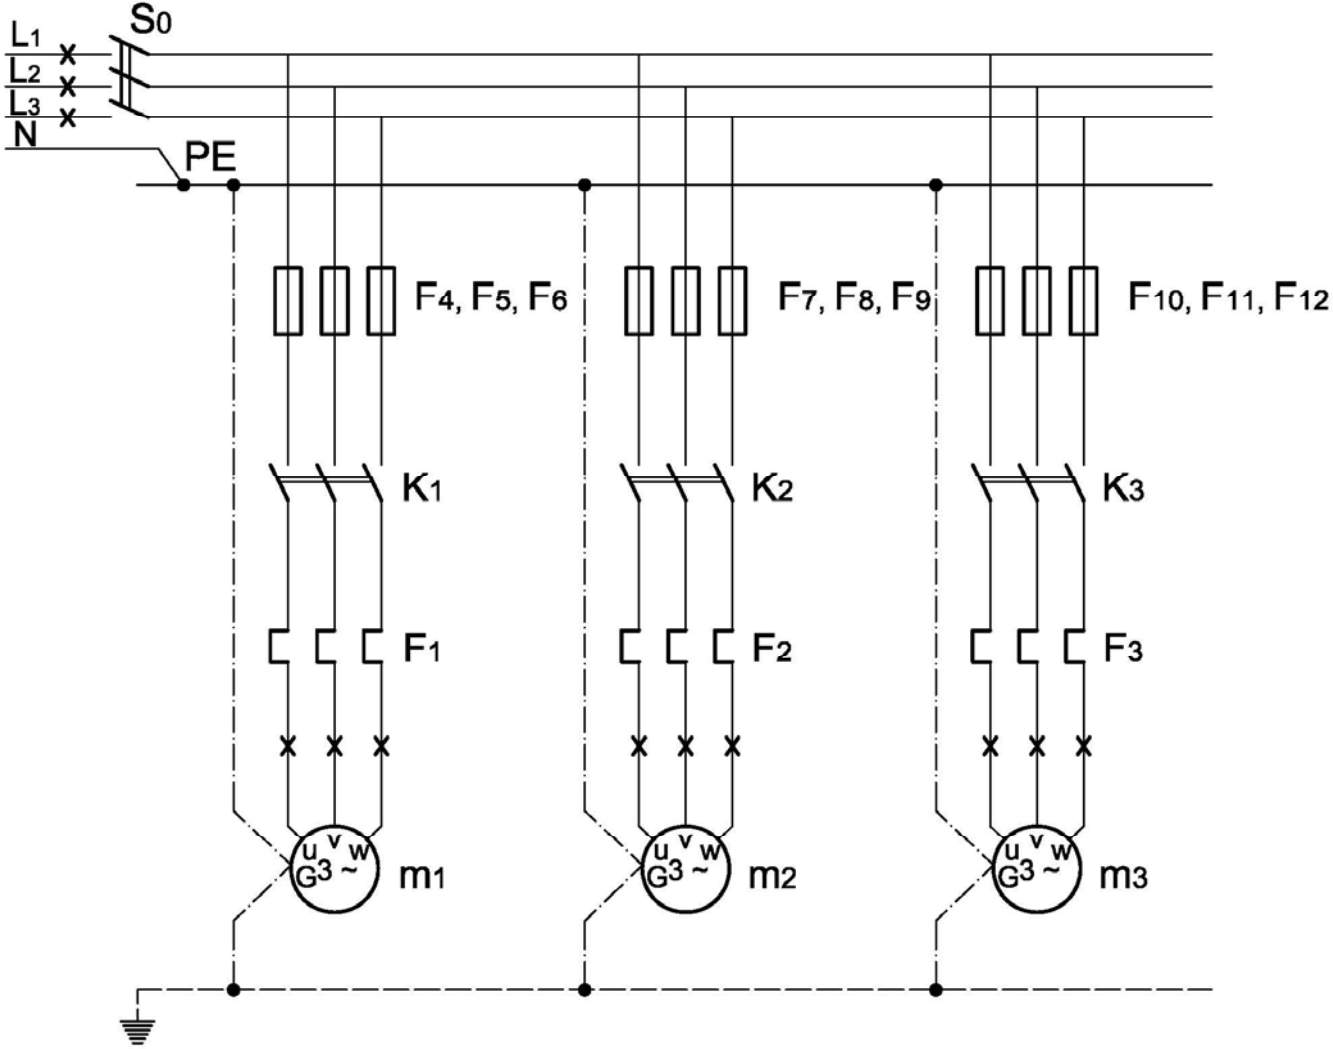 S0
L1
L2
L3
N
PE
F4, F5, F6
F7, F8, F9
F10, F11, F12
K1
K2
K3
F1
F2
F3
u v w
G3~
m1
u v w
G3~
m2
u v w
G3~
m3